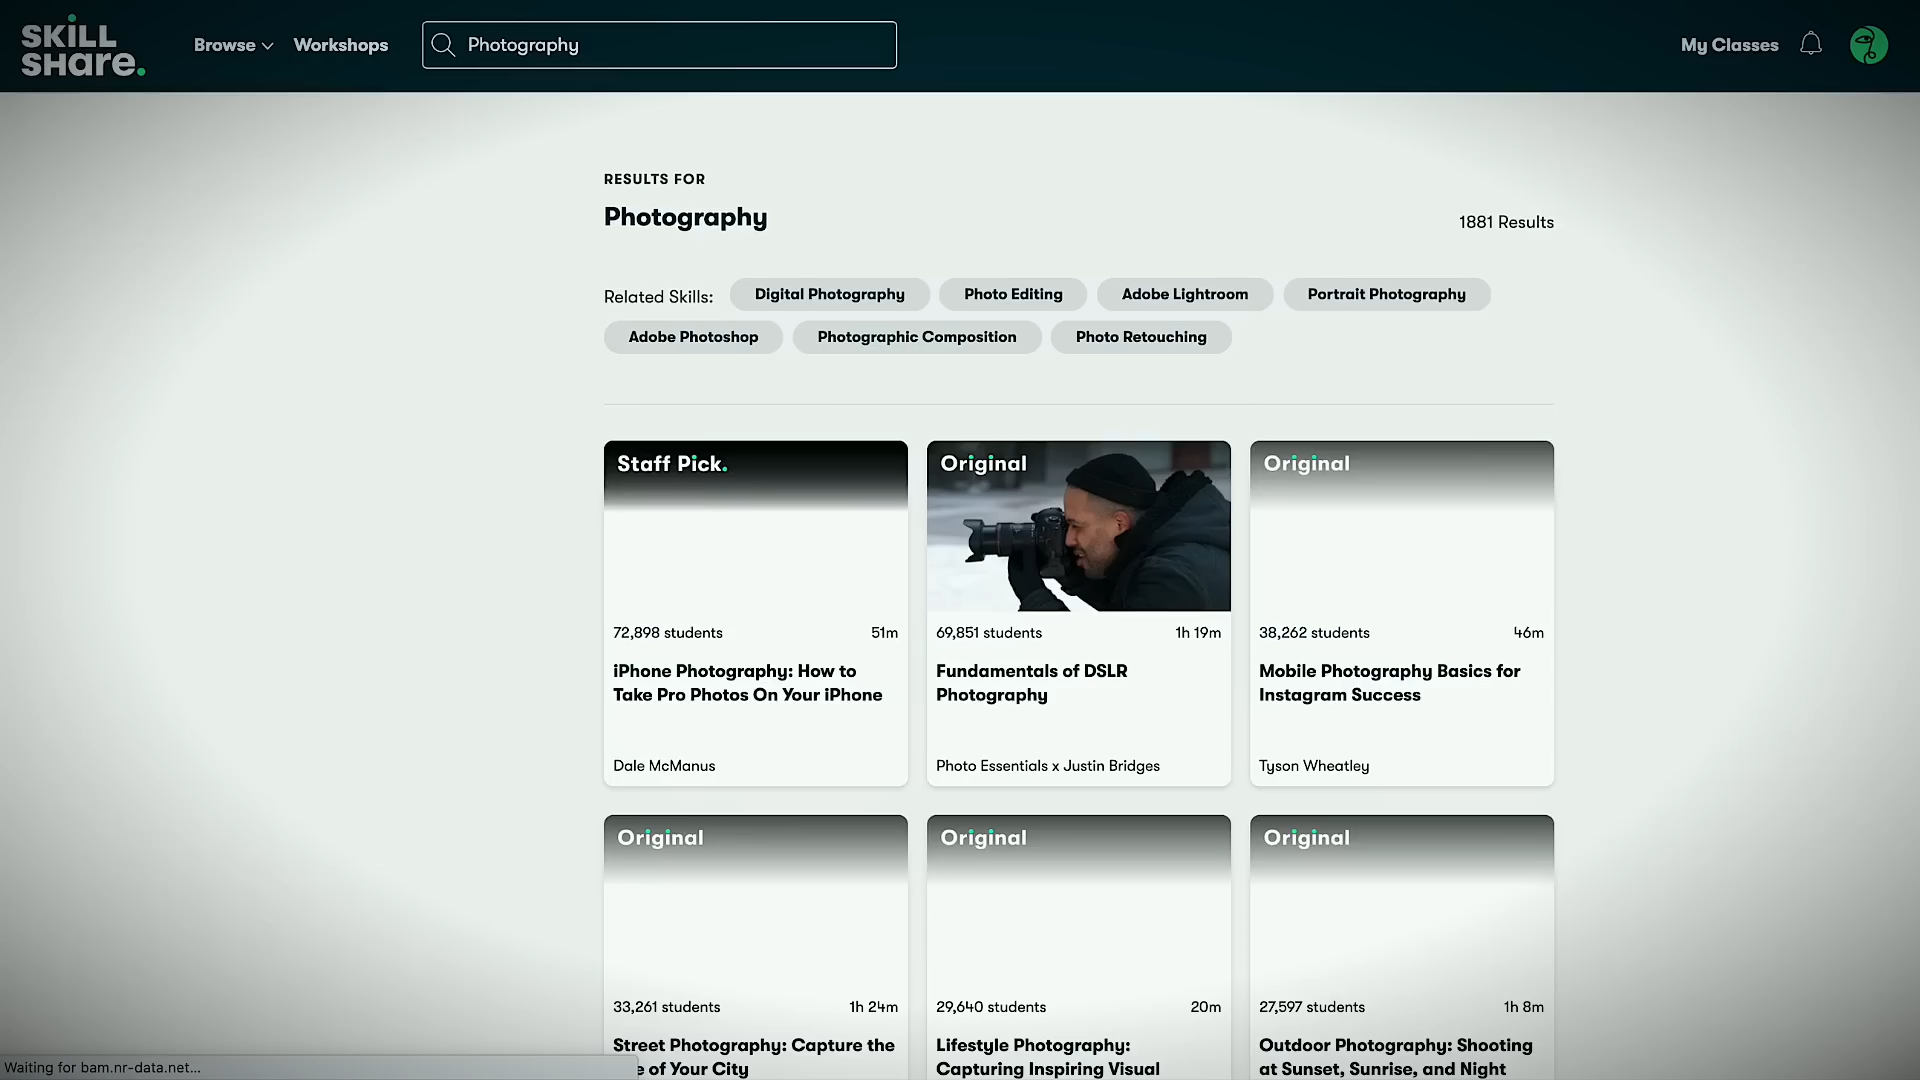 SKILL
SHARE.
Browse
Workshops
Photography
My Classes
RESULTS FOR
Photography
1881 Results
Related Skills:
Digital Photography
Photo Editing
Adobe Lightroom
Portrait Photography
Adobe Photoshop
Photographic Composition
Photo Retouching
Staff Pick.
72,898 students
51m
iPhone Photography: How to
Take Pro Photos On Your iPhone
Dale McManus
Original
69,851 students
1h 19m
Fundamentals of DSLR
Photography
Photo Essentials x Justin Bridges
Original
38,262 students
46m
Mobile Photography Basics for
Instagram Success
Tyson Wheatley
Original
33,261 students
1h 24m
Street Photography: Capture the
of Your City
Original
29,640 students
20m
Lifestyle Photography:
Capturing Inspiring Visual
Original
27,597 students
1h 8m
Outdoor Photography: Shooting
at Sunset, Sunrise, and Night
Waiting for bam.nr-data.net...